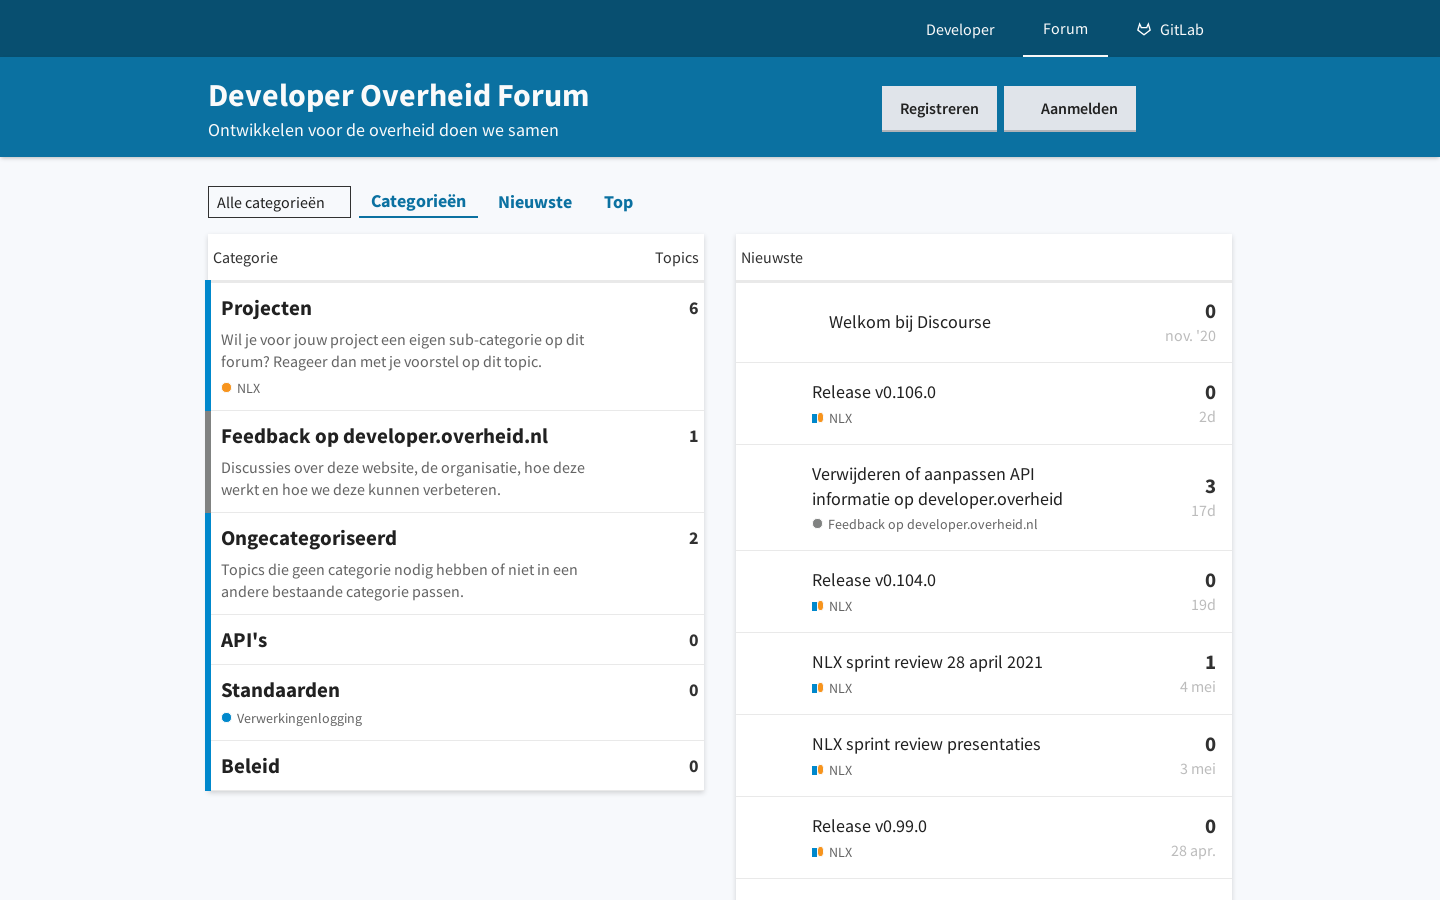 Developer
Forum
GitLab
Developer Overheid Forum
Ontwikkelen voor de overheid doen we samen
Registreren
Aanmelden
Alle categorieën
Categorieën
Nieuwste
Top
Categorie
Topics
Projecten
6
Wil je voor jouw project een eigen sub-categorie op dit
forum? Reageer dan met je voorstel op dit topic.
NLX
Feedback op developer.overheid.nl
1
Discussies over deze website, de organisatie, hoe deze
werkt en hoe we deze kunnen verbeteren.
Ongecategoriseerd
2
Topics die geen categorie nodig hebben of niet in een
andere bestaande categorie passen.
API's
0
Standaarden
0
Verwerkingenlogging
Beleid
0
Nieuwste
Welkom bij Discourse
0
nov. '20
Release v0.106.0
NLX
0
2d
Verwijderen of aanpassen API
informatie op developer.overheid
Feedback op developer.overheid.nl
3
17d
Release v0.104.0
NLX
0
19d
NLX sprint review 28 april 2021
NLX
1
4 mei
NLX sprint review presentaties
NLX
0
3 mei
Release v0.99.0
NLX
0
28 apr.